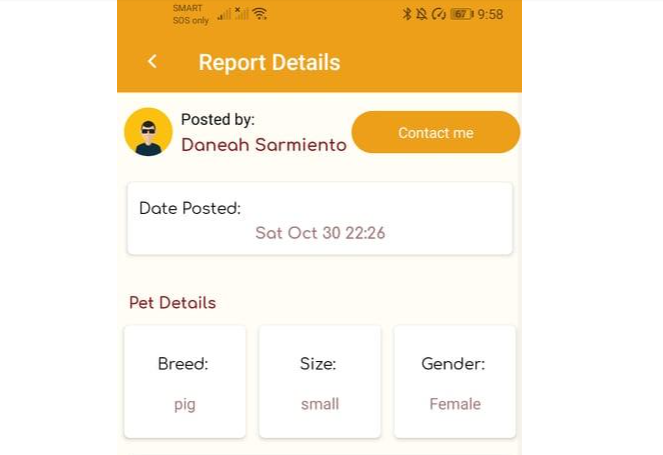 SMART
SOS only
67 9:58
Report Details
Posted by:
Daneah Sarmiento
Contact me
Date Posted:
Sat Oct 30 22:26
Pet Details
Breed: Size: Gender:
pig small Female